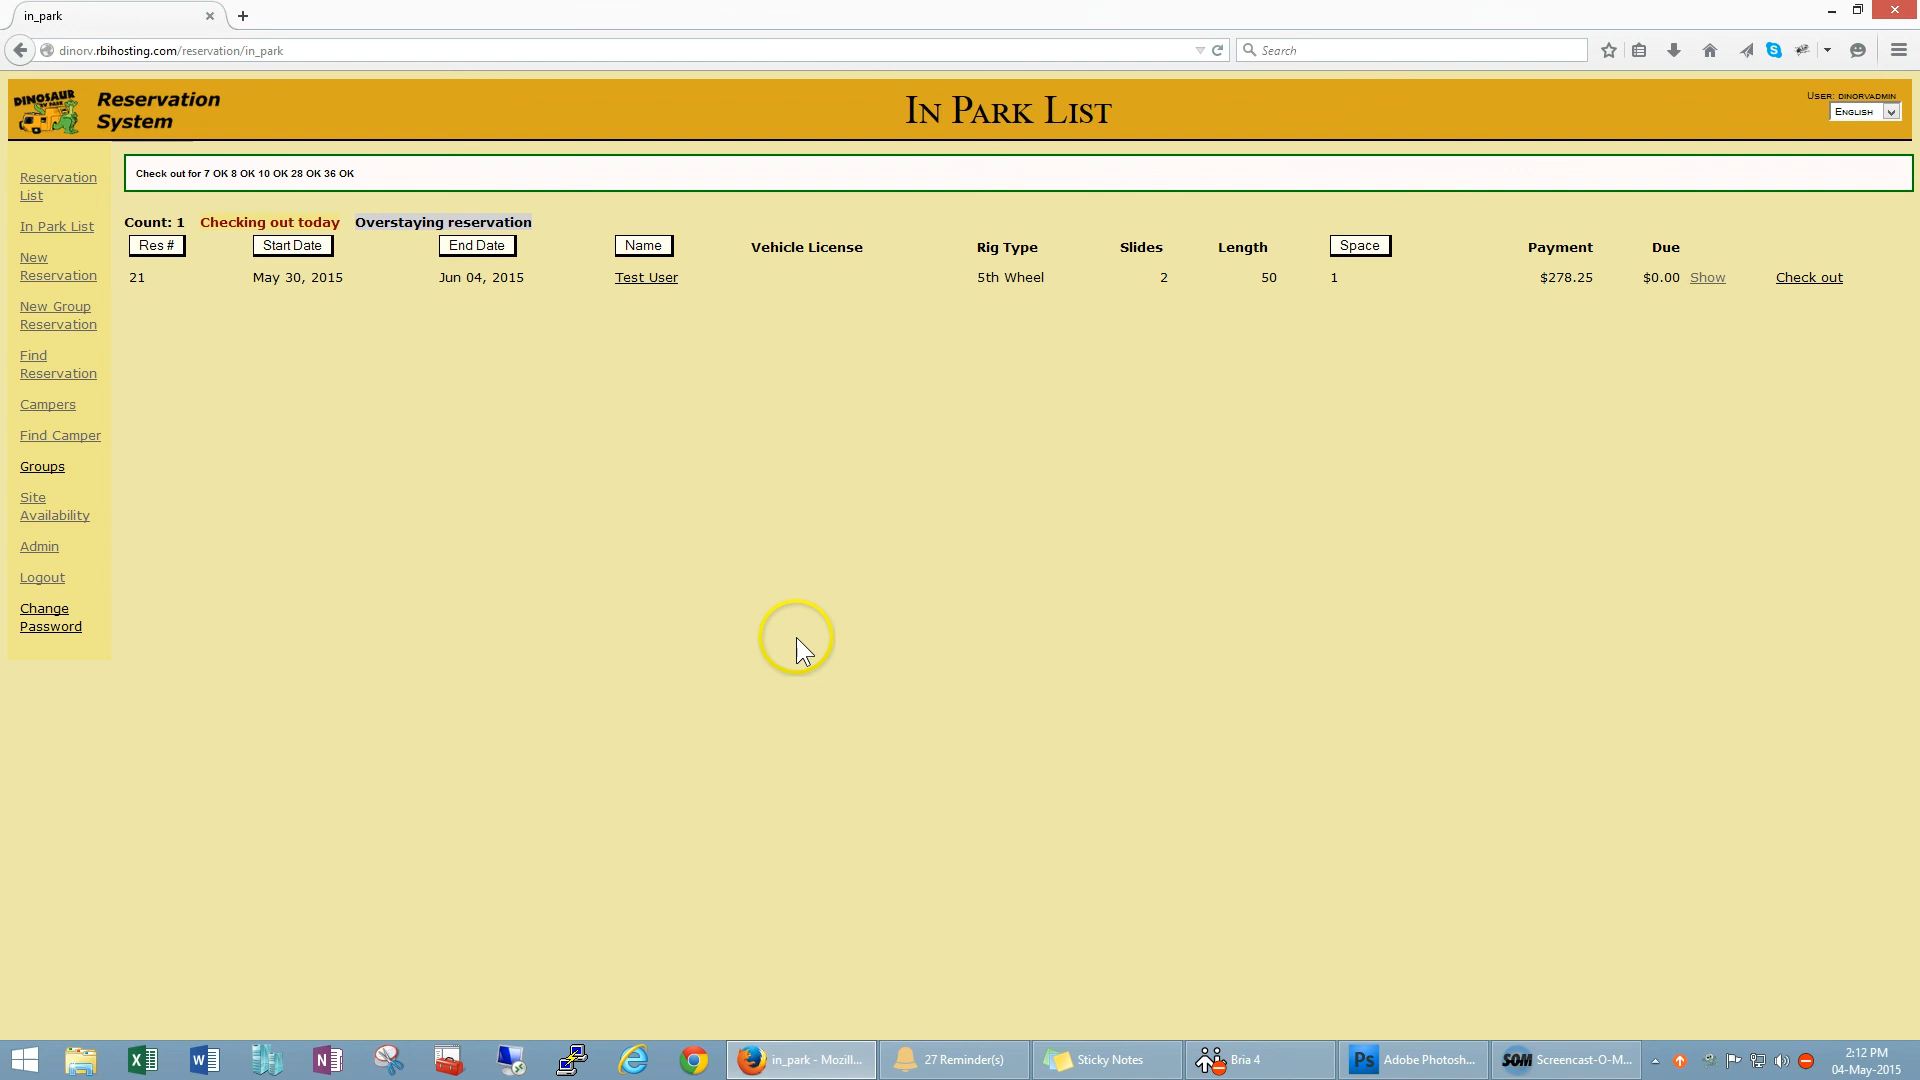 in_park
dinorv.rbihosting.com/reservation/in_park
Search
DINOSAUR
Reservation System
In Park List
User: dinorvadmin
English
Reservation List
In Park List
New Reservation
New Group Reservation
Find Reservation
Campers
Find Camper
Groups
Site Availability
Admin
Logout
Change Password
Check out for 7 OK 8 OK 10 OK 28 OK 36 OK
Count: 1 Checking out today Overstaying reservation
Res # Start Date End Date Name Vehicle License Rig Type Slides Length Space Payment Due
21 May 30, 2015 Jun 04, 2015 Test User 5th Wheel 2 50 1 $278.25 $0.00 Show Check out
in_park - Mozill... 27 Reminder(s) Sticky Notes Bria 4 Adobe Photosh... Screencast-O-M...
2:12 PM
04-May-2015